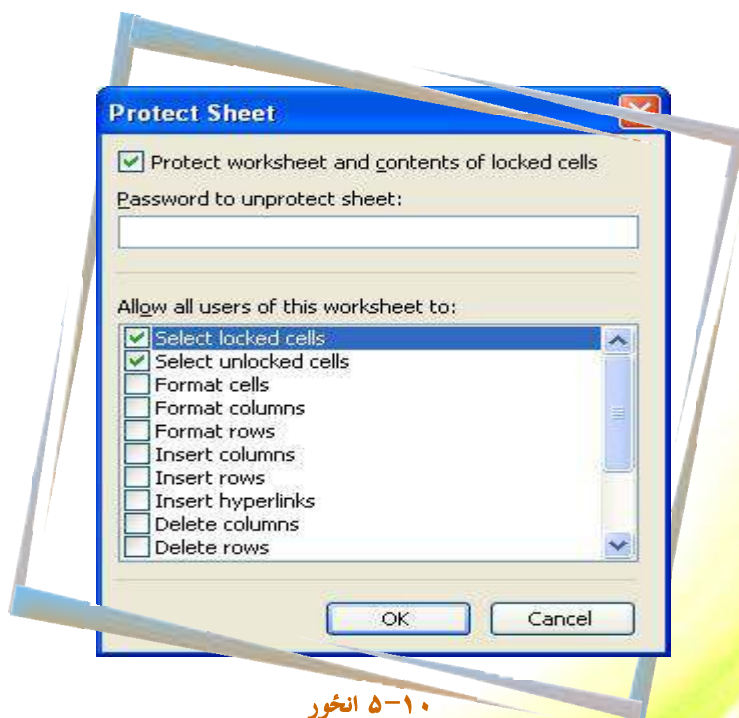 Protect Sheet
Protect worksheet and contents of locked cells
Password to unprotect sheet:
Allow all users of this worksheet to:
Select locked cells
Select unlocked cells
Format cells
Format columns
Format rows
Insert columns
Insert rows
Insert hyperlinks
Delete columns
Delete rows
OK
Cancel
۱۰-۵ انځور